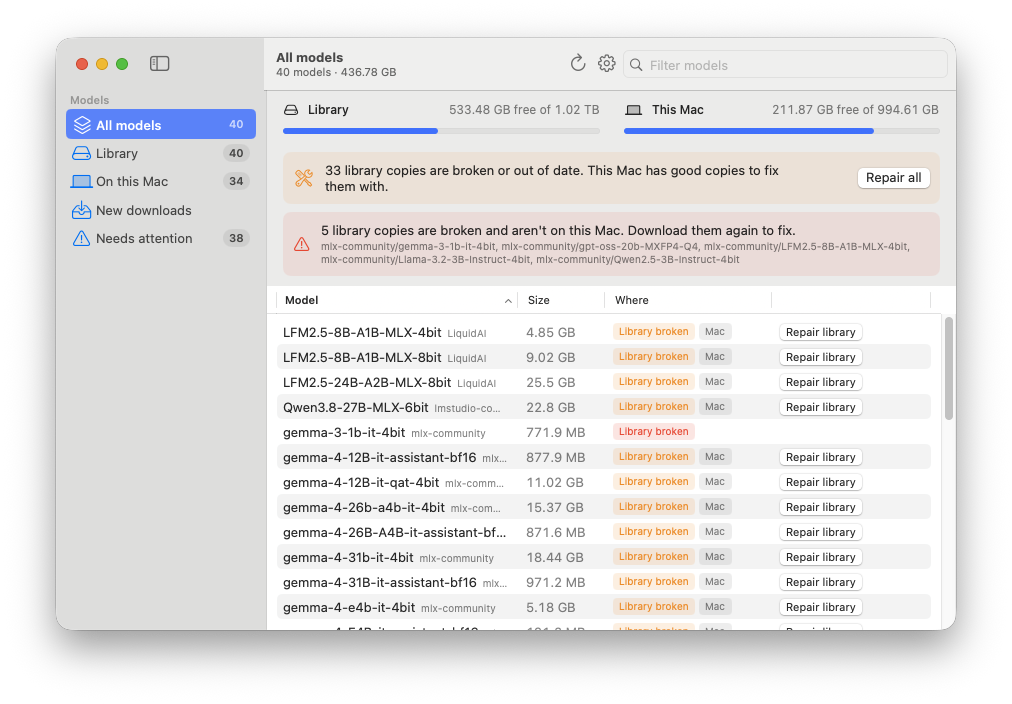 All models
40 models · 436.78 GB
Filter models
Models
All models 40
Library 40
On this Mac 34
New downloads
Needs attention 38
Library 533.48 GB free of 1.02 TB
This Mac 211.87 GB free of 994.61 GB
33 library copies are broken or out of date. This Mac has good copies to fix
them with.
Repair all
5 library copies are broken and aren't on this Mac. Download them again to fix.
mlx-community/gemma-3-1b-it-4bit, mlx-community/gpt-oss-20b-MXFP4-Q4, mlx-community/LFM2.5-8B-A1B-MLX-4bit,
mlx-community/Llama-3.2-3B-Instruct-4bit, mlx-community/Qwen2.5-3B-Instruct-4bit
Model Size Where
LFM2.5-8B-A1B-MLX-4bit LiquidAI 4.85 GB Library broken Mac Repair library
LFM2.5-8B-A1B-MLX-8bit LiquidAI 9.02 GB Library broken Mac Repair library
LFM2.5-24B-A2B-MLX-8bit LiquidAI 25.5 GB Library broken Mac Repair library
Qwen3.8-27B-MLX-6bit lmstudio-co... 22.8 GB Library broken Mac Repair library
gemma-3-1b-it-4bit mlx-community 771.9 MB Library broken
gemma-4-12B-it-assistant-bf16 mlx... 877.9 MB Library broken Mac Repair library
gemma-4-12B-it-qat-4bit mlx-comm... 11.02 GB Library broken Mac Repair library
gemma-4-26b-a4b-it-4bit mlx-com... 15.37 GB Library broken Mac Repair library
gemma-4-26B-A4B-it-assistant-bf... 871.6 MB Library broken Mac Repair library
gemma-4-31b-it-4bit mlx-community 18.44 GB Library broken Mac Repair library
gemma-4-31B-it-assistant-bf16 mlx... 971.2 MB Library broken Mac Repair library
gemma-4-e4b-it-4bit mlx-community 5.18 GB Library broken Mac Repair library